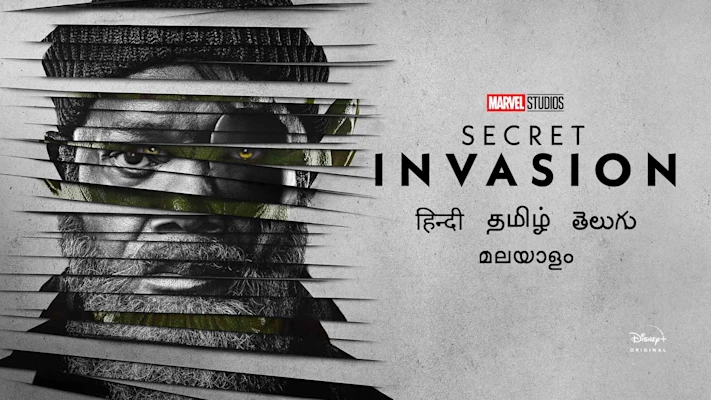 MARVEL STUDIOS
SECRET
INVASION
हिन्दी தமிழ் తెలుగు
മലയാളം
Disney+
ORIGINAL